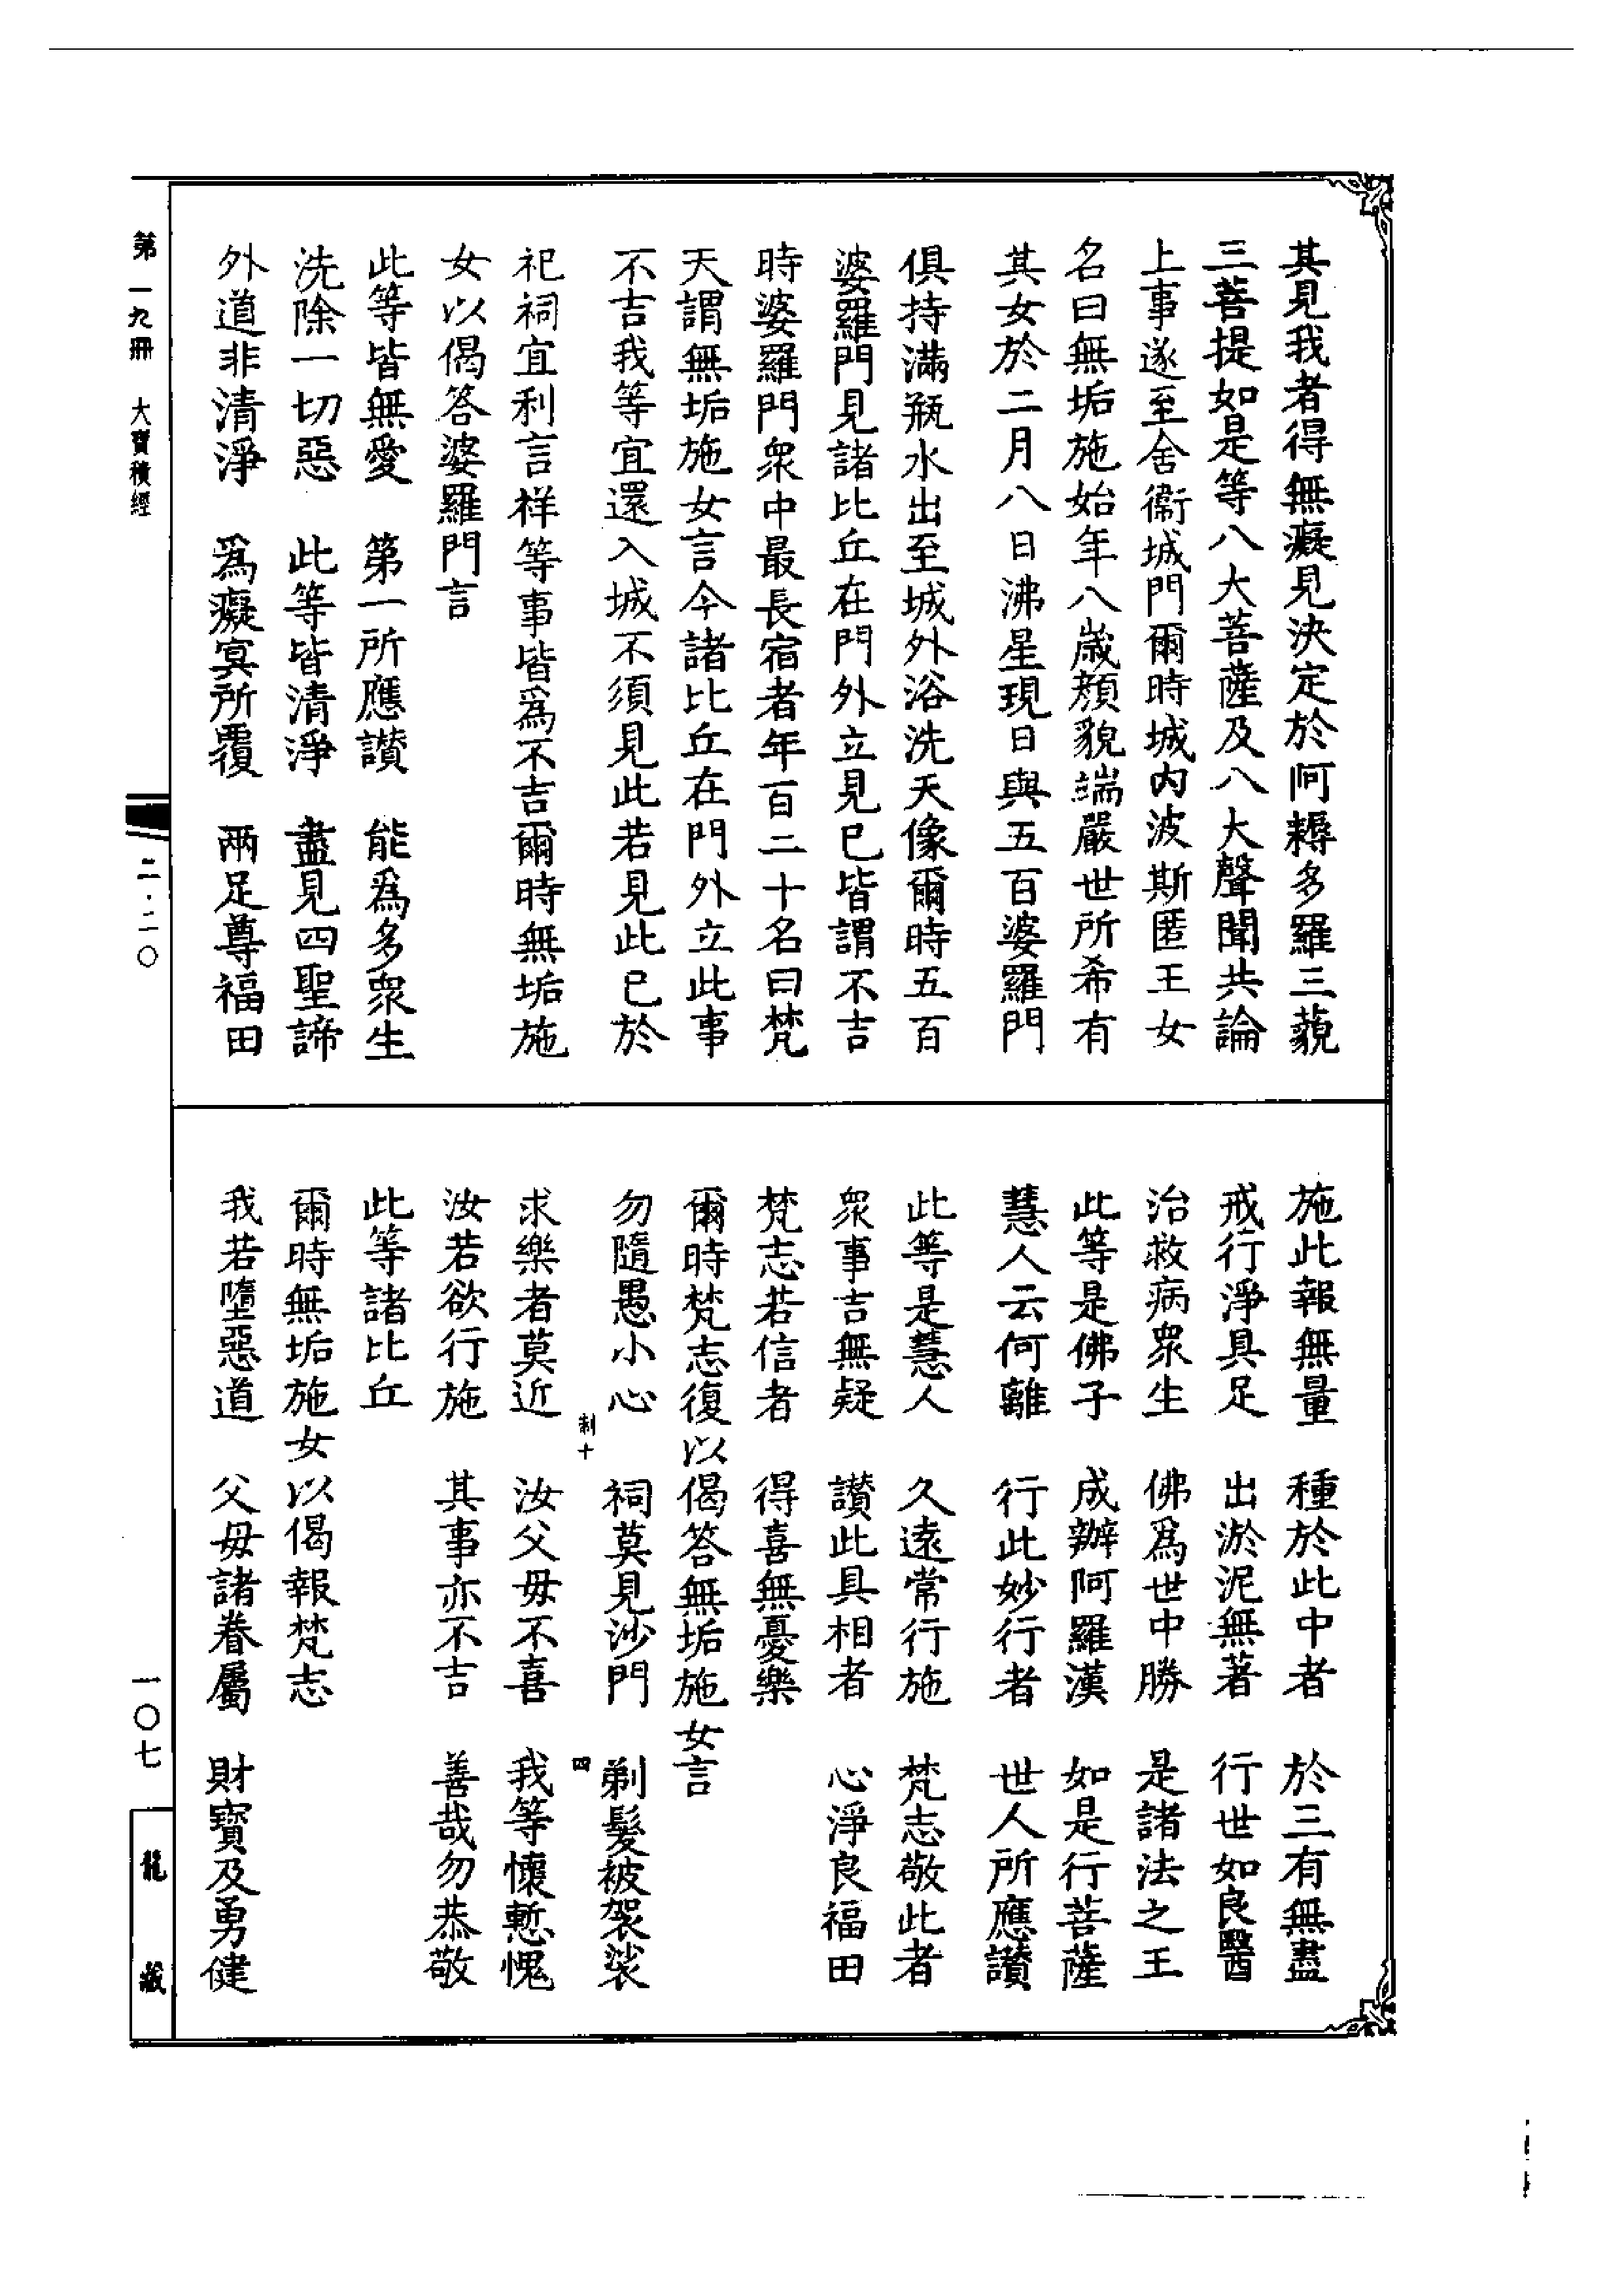 其見我者得無癡見決定於阿耨多羅三藐
三菩提如是等八大菩薩及八大聲聞共論
上事遂至舍衞城門爾時城內波斯匿王女
名曰無垢施始年八歲顏貌端嚴世所希有
其女於二月八日沸星現日與五百婆羅門
俱持滿瓶水出至城外浴洗天像爾時五百
婆羅門見諸比丘在門外立見已皆謂不吉
時婆羅門衆中最長宿者年百二十名曰梵
天謂無垢施女言今諸比丘在門外立此事
不吉我等宜還入城不須見此若見此已於
祀祠宜利言祥等事皆爲不吉爾時無垢施
女以偈答婆羅門言
此等皆無愛　第一所應讃　能爲多衆生
洗除一切惡　此等皆清淨　盡見四聖諦
外道非清淨　爲癡冥所覆　兩足尊福田
施此報無量　種於此中者　於三有無盡
戒行淨具足　出淤泥無著　行世如良醫
治救病衆生　佛爲世中勝　是諸法之王
此等是佛子　成辦阿羅漢　如是行菩薩
慧人云何離　行此妙行者　世人所應讃
此等是慧人　久遠常行施　梵志敬此者
衆事吉無疑　讃此具相者　心淨良福田
梵志若信者　得喜無憂樂
爾時梵志復以偈答無垢施女言
勿隨愚小心　祠莫見沙門　剃髮被袈裟
制十　四
求樂者莫近　汝父毋不喜　我等懷慙愧
汝若欲行施　其事亦不吉　善哉勿恭敬
此等諸比丘
爾時無垢施女以偈報梵志
我若墮惡道　父毋諸眷屬　財寶及勇健
第一九冊　大寶積經
二·二〇
一〇七
龍藏